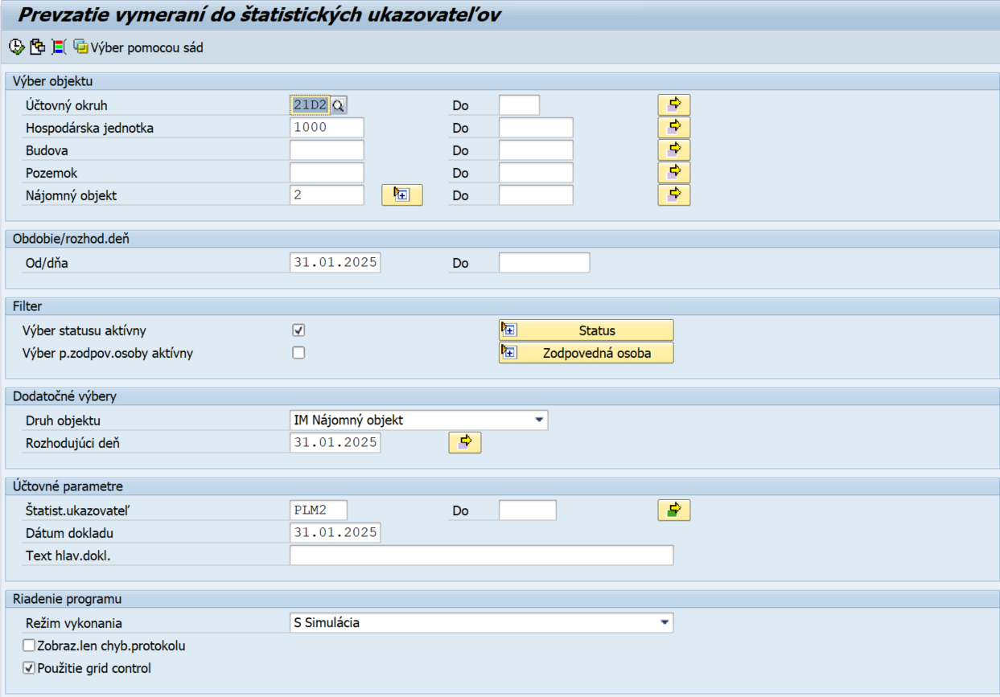 Prevzatie vymeraní do štatistických ukazovateľov
Výber pomocou sád
Výber objektu
Účtovný okruh 21D2 Do
Hospodárska jednotka 1000 Do
Budova Do
Pozemok Do
Nájomný objekt 2 Do
Obdobie/rozhod.deň
Od/dňa 31.01.2025 Do
Filter
Výber statusu aktívny Status
Výber p.zodpov.osoby aktívny Zodpovedná osoba
Dodatočné výbery
Druh objektu IM Nájomný objekt
Rozhodujúci deň 31.01.2025
Účtovné parametre
Štatist.ukazovateľ PLM2 Do
Dátum dokladu 31.01.2025
Text hlav.dokl.
Riadenie programu
Režim vykonania S Simulácia
Zobraz.len chyb.protokolu
Použitie grid control